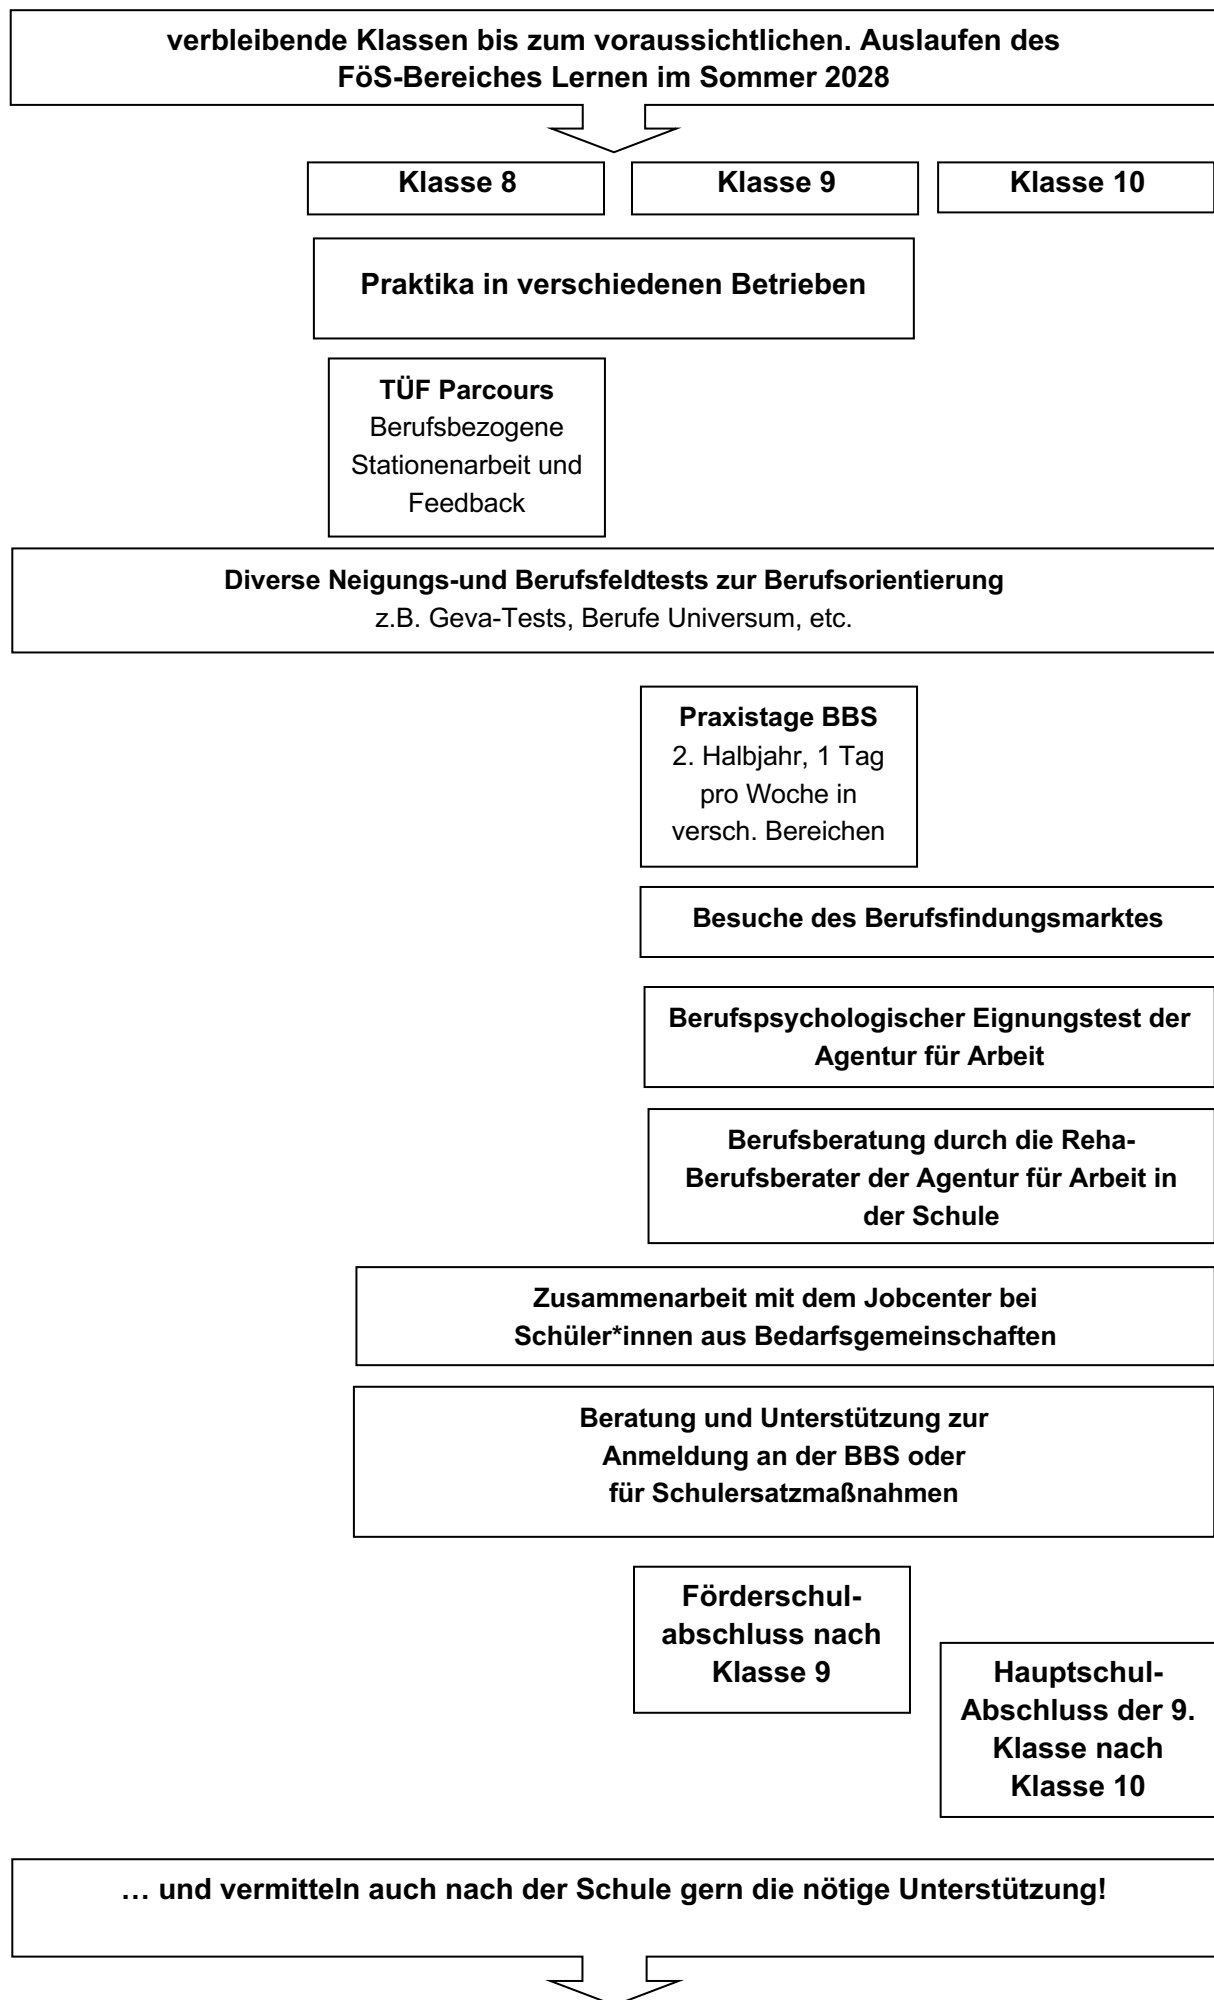 verbleibende Klassen bis zum voraussichtlichen. Auslaufen des
FöS-Bereiches Lernen im Sommer 2028
Klasse 8
Klasse 9
Klasse 10
Praktika in verschiedenen Betrieben
TÜF Parcours
Berufsbezogene
Stationenarbeit und
Feedback
Diverse Neigungs-und Berufsfeldtests zur Berufsorientierung
z.B. Geva-Tests, Berufe Universum, etc.
Praxistage BBS
2. Halbjahr, 1 Tag
pro Woche in
versch. Bereichen
Besuche des Berufsfindungsmarktes
Berufspsychologischer Eignungstest der
Agentur für Arbeit
Berufsberatung durch die Reha-
Berufsberater der Agentur für Arbeit in
der Schule
Zusammenarbeit mit dem Jobcenter bei
Schüler*innen aus Bedarfsgemeinschaften
Beratung und Unterstützung zur
Anmeldung an der BBS oder
für Schulersatzmaßnahmen
Förderschul-
abschluss nach
Klasse 9
Hauptschul-
Abschluss der 9.
Klasse nach
Klasse 10
… und vermitteln auch nach der Schule gern die nötige Unterstützung!